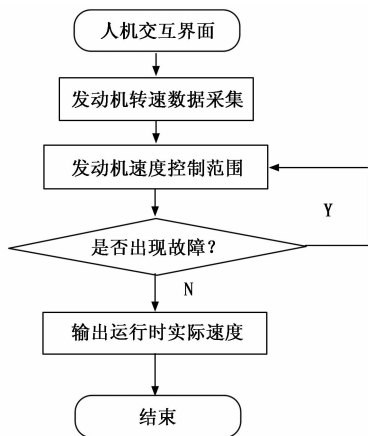 人机交互界面
发动机转速数据采集
发动机速度控制范围
Y
是否出现故障?
N
输出运行时实际速度
结束